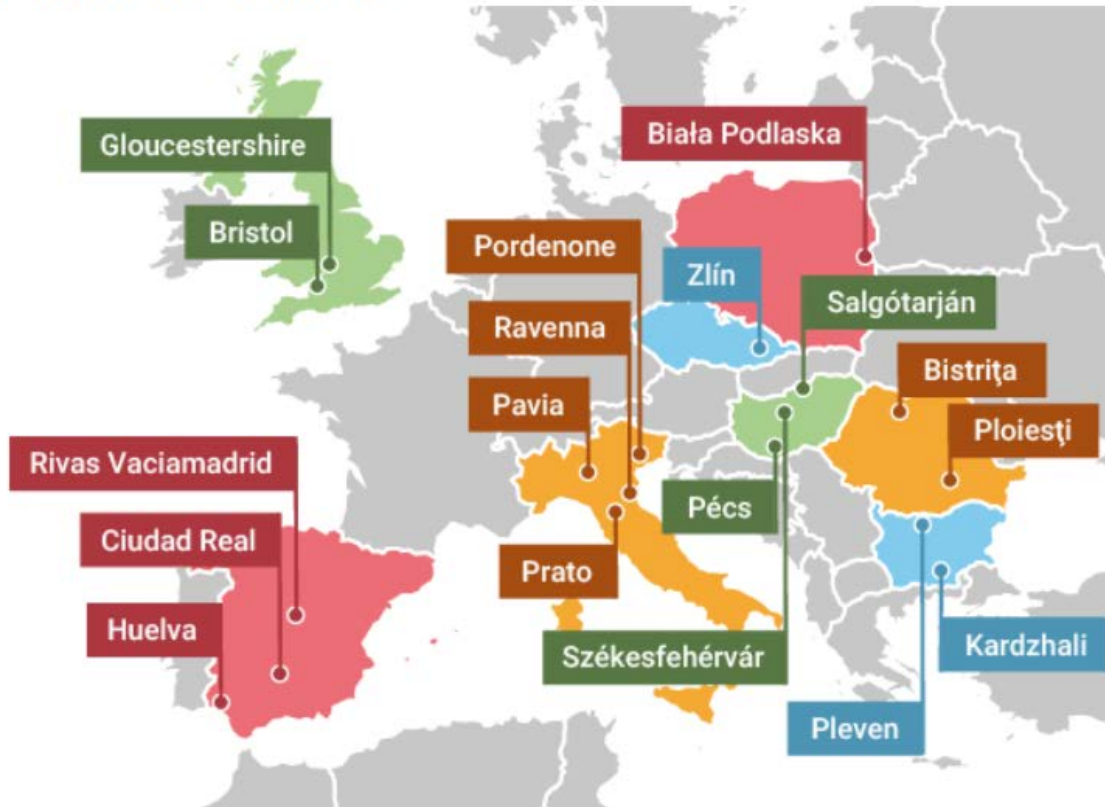 Gloucestershire
Biała Podlaska
Bristol
Pordenone
Zlín
Salgótarján
Ravenna
Bistriţa
Pavia
Ploieşţi
Rivas Vaciamadrid
Pécs
Ciudad Real
Prato
Huelva
Székesfehérvár
Kardzhali
Pleven